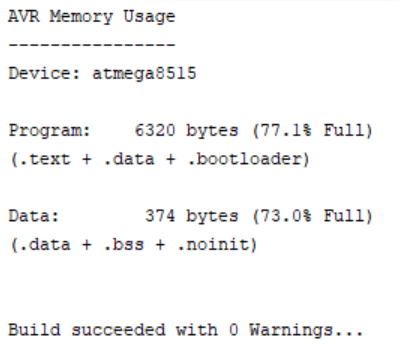 AVR Memory Usage
----------------
Device: atmega8515
Program:    6320 bytes (77.1% Full)
(.text + .data + .bootloader)
Data:        374 bytes (73.0% Full)
(.data + .bss + .noinit)
Build succeeded with 0 Warnings...